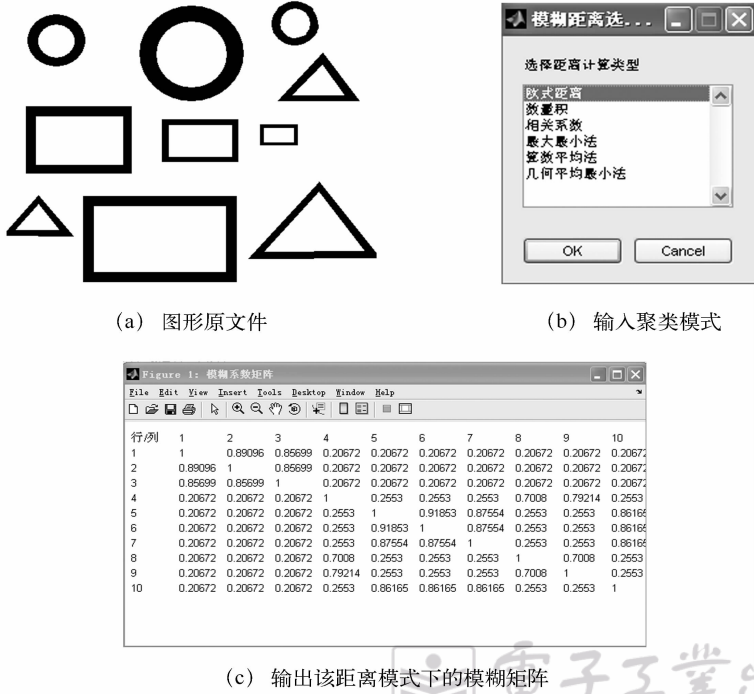 模糊距离选...
选择距离计算类型
欧式距离
数量积
相关系数
最大最小法
算数平均法
几何平均最小法
OK Cancel
(a) 图形原文件
(b) 输入聚类模式
Figure 1: 模糊系数矩阵
File Edit View Insert Tools Desktop Window Help
行/列 1 2 3 4 5 6 7 8 9 10
1 1 0.89096 0.85699 0.20672 0.20672 0.20672 0.20672 0.20672 0.20672 0.20672
2 0.89096 1 0.85699 0.20672 0.20672 0.20672 0.20672 0.20672 0.20672 0.20672
3 0.85699 0.85699 1 0.20672 0.20672 0.20672 0.20672 0.20672 0.20672 0.20672
4 0.20672 0.20672 0.20672 1 0.2553 0.2553 0.2553 0.7008 0.79214 0.2553
5 0.20672 0.20672 0.20672 0.2553 1 0.91853 0.87554 0.2553 0.2553 0.86165
6 0.20672 0.20672 0.20672 0.2553 0.91853 1 0.87554 0.2553 0.2553 0.86165
7 0.20672 0.20672 0.20672 0.2553 0.87554 0.87554 1 0.2553 0.2553 0.86165
8 0.20672 0.20672 0.20672 0.7008 0.2553 0.2553 0.2553 1 0.7008 0.2553
9 0.20672 0.20672 0.20672 0.79214 0.2553 0.2553 0.2553 0.7008 1 0.2553
10 0.20672 0.20672 0.20672 0.2553 0.86165 0.86165 0.86165 0.2553 0.2553 1
(c) 输出该距离模式下的模糊矩阵
電子工業